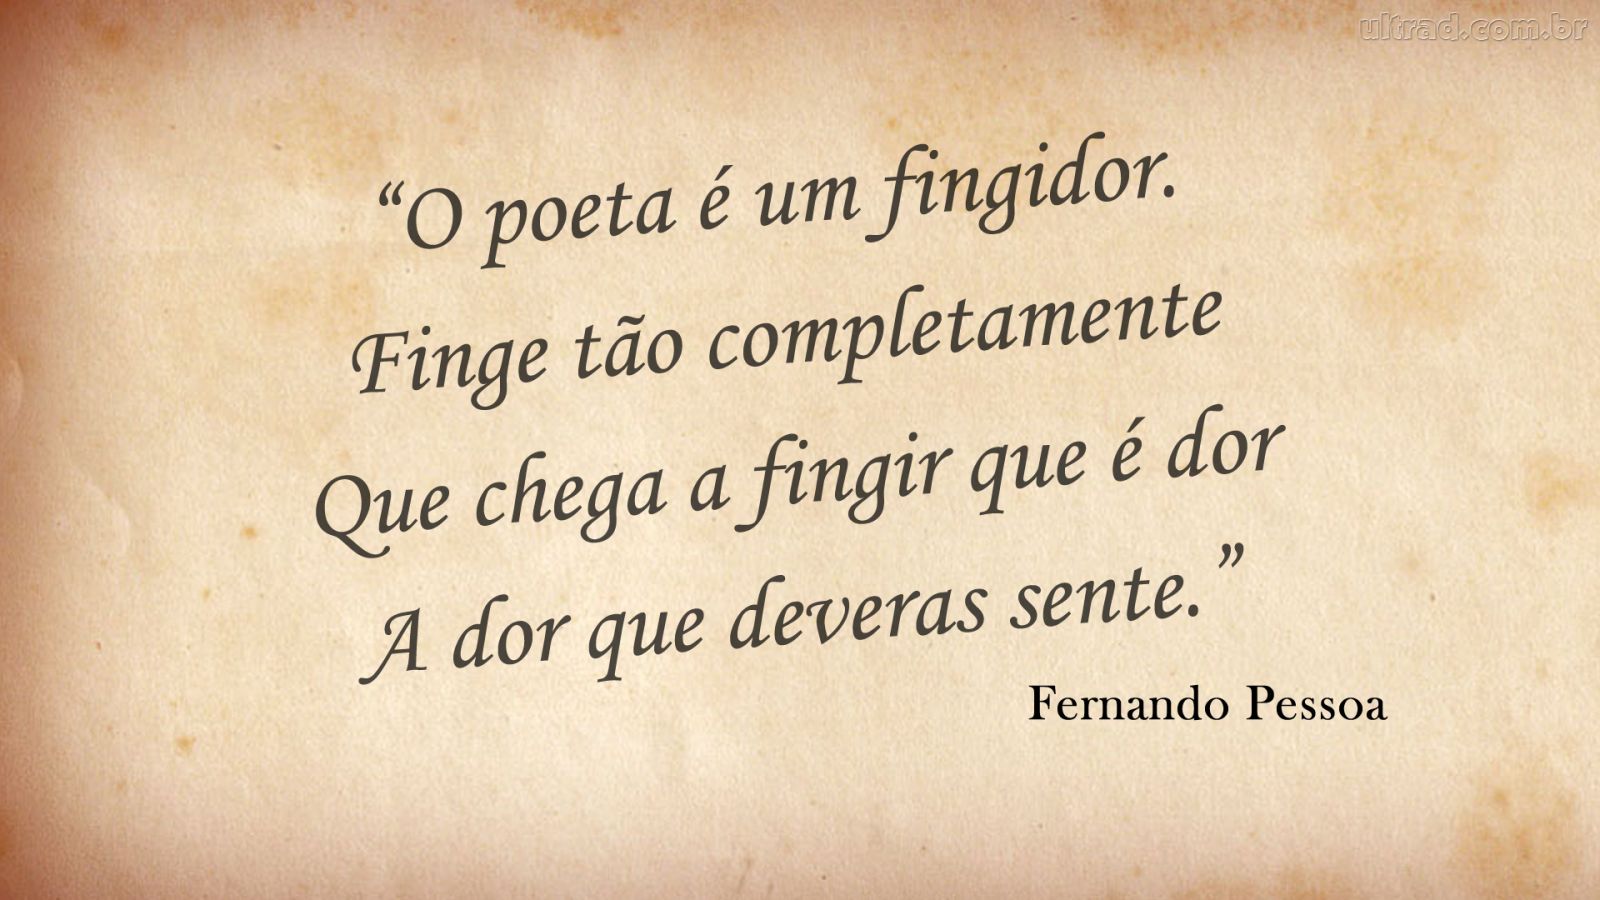 ultrad.com.br
“O poeta é um fingidor.
Finge tão completamente
Que chega a fingir que é dor
A dor que deveras sente.”
Fernando Pessoa